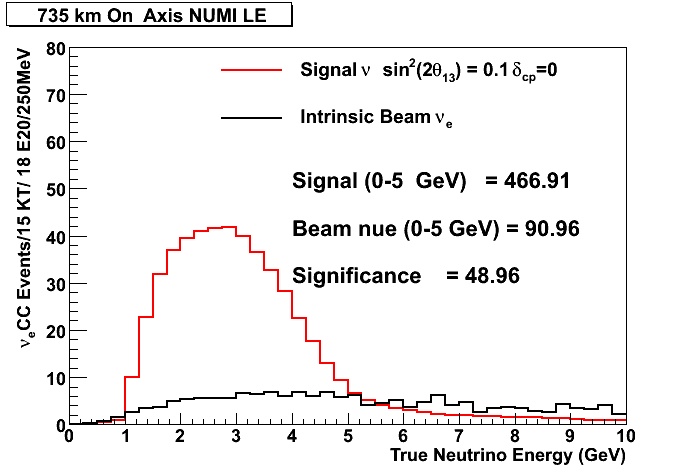 735 km On Axis NUMI LE
80
70
60
50
40
30
20
10
0
ν_e CC Events/15 KT/ 18 E20/250MeV
Signal ν sin²(2θ₁₃) = 0.1 δ_cp=0
Intrinsic Beam ν_e
Signal (0-5 GeV) = 466.91
Beam nue (0-5 GeV) = 90.96
Significance = 48.96
0 1 2 3 4 5 6 7 8 9 10
True Neutrino Energy (GeV)